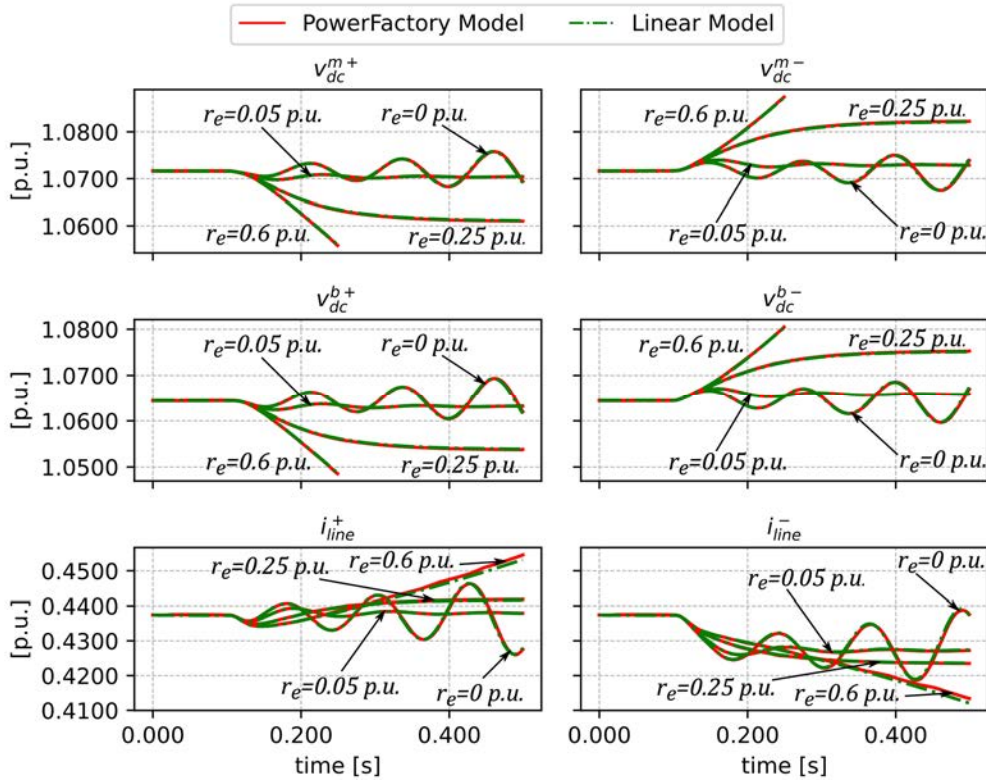 PowerFactory Model Linear Model
v_dc^m+ v_dc^m−
[p.u.]
1.0800
1.0700
1.0600
r_e=0.05 p.u.
r_e=0 p.u.
r_e=0.6 p.u.
r_e=0.25 p.u.
1.0800
1.0700
1.0600
r_e=0.6 p.u.
r_e=0.25 p.u.
r_e=0.05 p.u.
r_e=0 p.u.
v_dc^b+ v_dc^b−
[p.u.]
1.0800
1.0700
1.0600
1.0500
r_e=0.05 p.u.
r_e=0 p.u.
r_e=0.6 p.u.
r_e=0.25 p.u.
r_e=0.6 p.u.
r_e=0.25 p.u.
r_e=0.05 p.u.
r_e=0 p.u.
i_line^+ i_line^−
[p.u.]
0.4500
0.4400
0.4300
0.4200
0.4100
r_e=0.25 p.u.
r_e=0.6 p.u.
r_e=0.05 p.u.
r_e=0 p.u.
r_e=0 p.u.
r_e=0.05 p.u.
r_e=0.25 p.u.
r_e=0.6 p.u.
0.000 0.200 0.400 0.000 0.200 0.400
time [s] time [s]